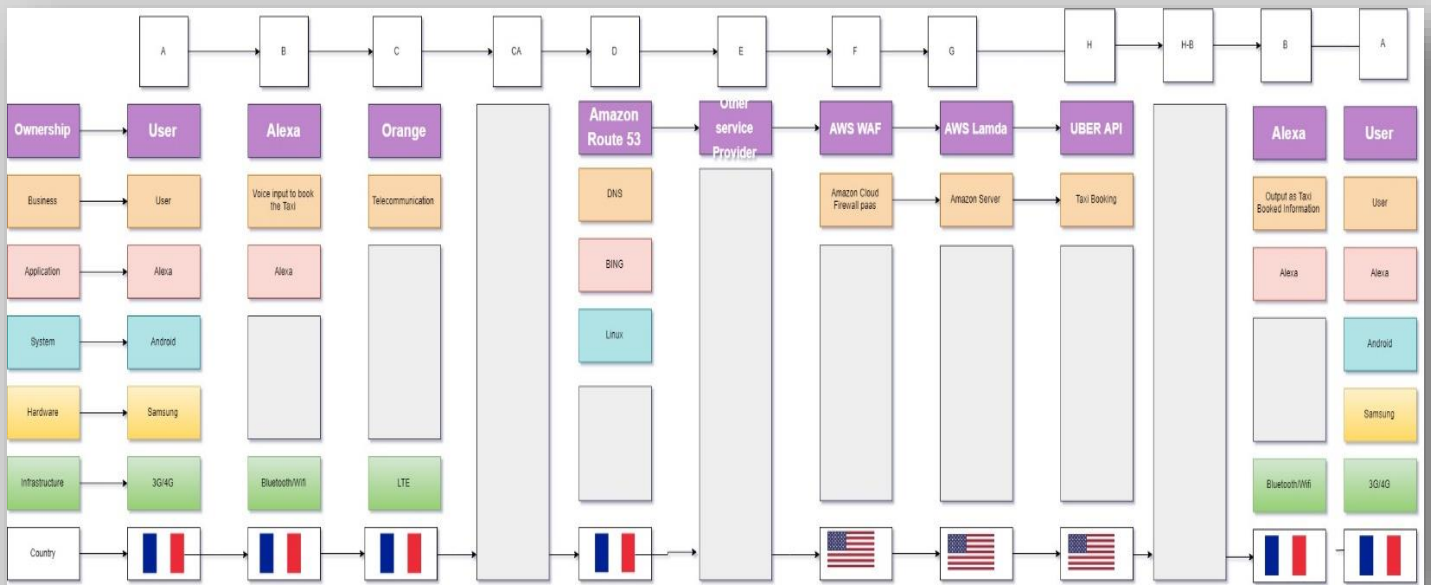 A
B
C
CA
D
E
F
G
H
H-B
B
A
Ownership
User
Alexa
Orange
Amazon
Route 53
Other
service
Provider
AWS WAF
AWS Lamda
UBER API
Alexa
User
Business
User
Voice input to book
the Taxi
Telecommunication
DNS
Amazon Cloud
Firewall paas
Amazon Server
Taxi Booking
Output as Taxi
Booked Information
User
Application
Alexa
Alexa
BING
Alexa
Alexa
System
Android
Linux
Android
Hardware
Samsung
Samsung
Infrastructure
3G/4G
Bluetooth/Wifi
LTE
Bluetooth/Wifi
3G/4G
Country